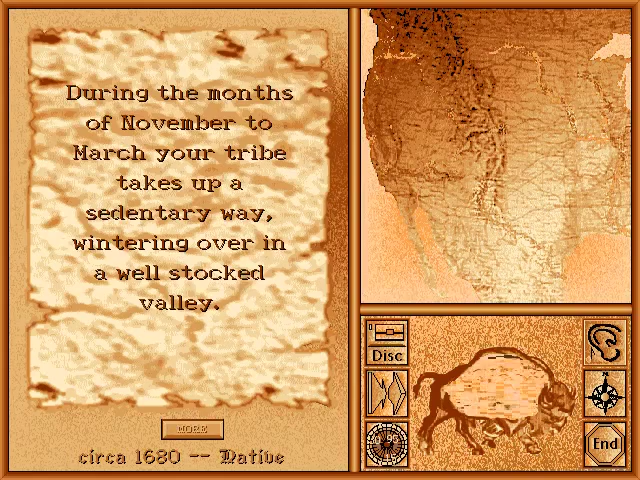 During the months
of November to
March your tribe
takes up a
sedentary way,
wintering over in
a well stocked
valley.
MORE
circa 1680 -- Native
Disc
End